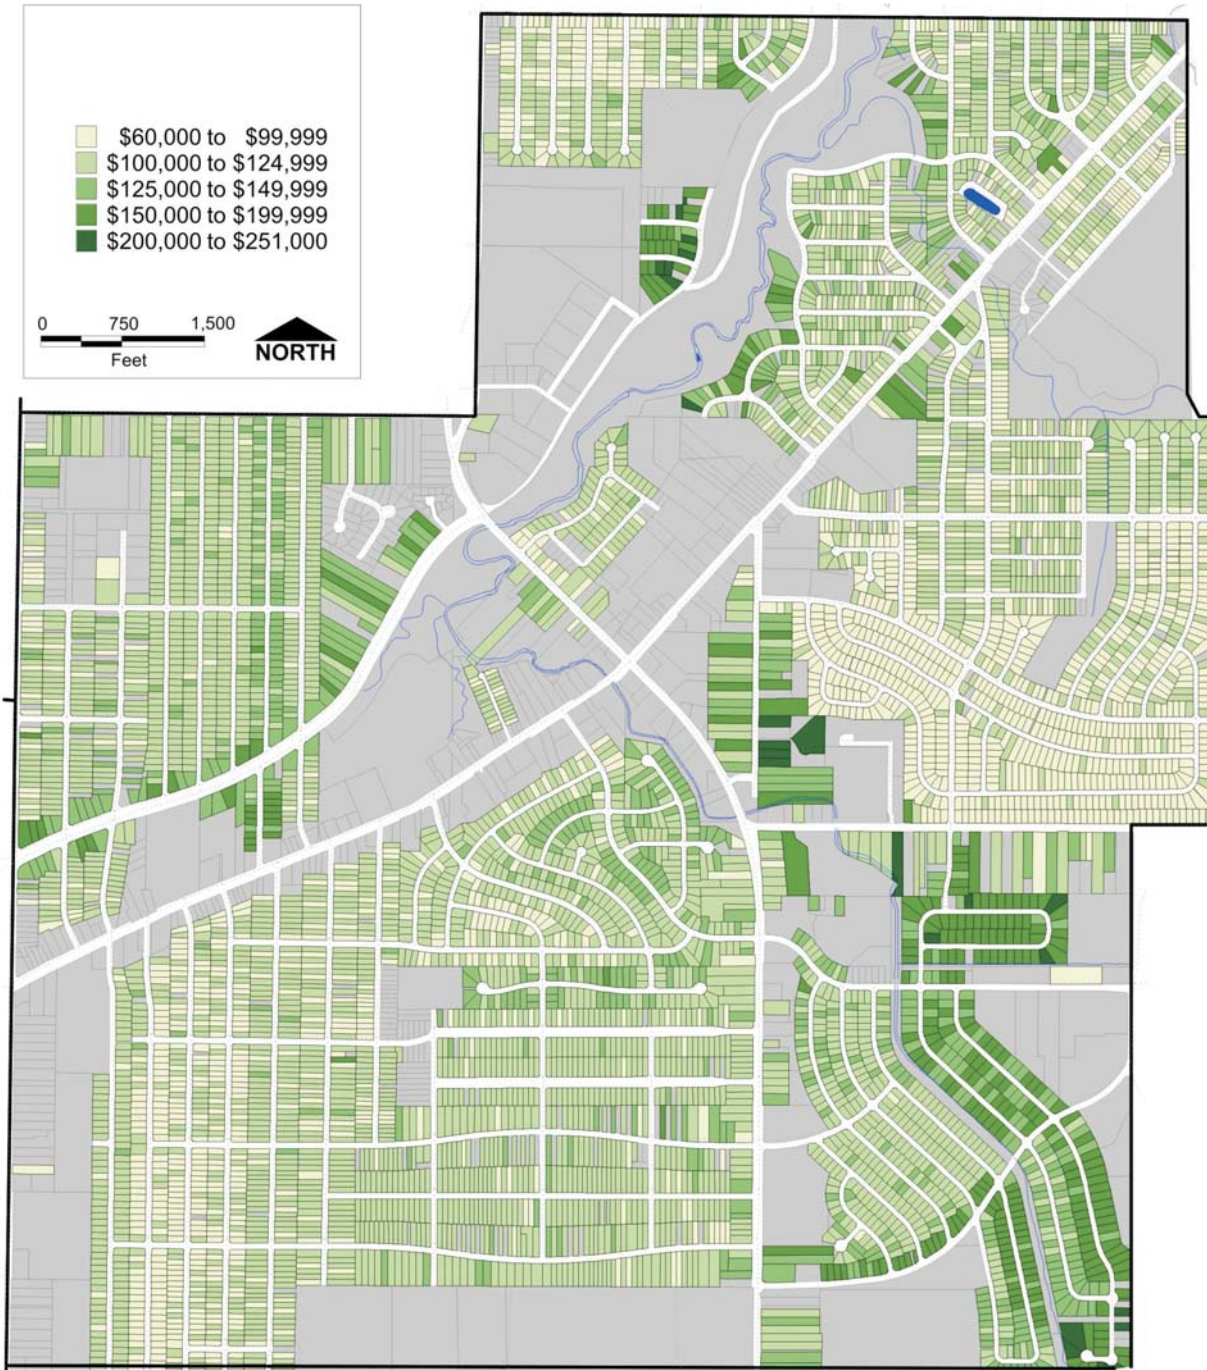 $60,000 to $99,999
$100,000 to $124,999
$125,000 to $149,999
$150,000 to $199,999
$200,000 to $251,000
0 750 1,500
Feet
NORTH